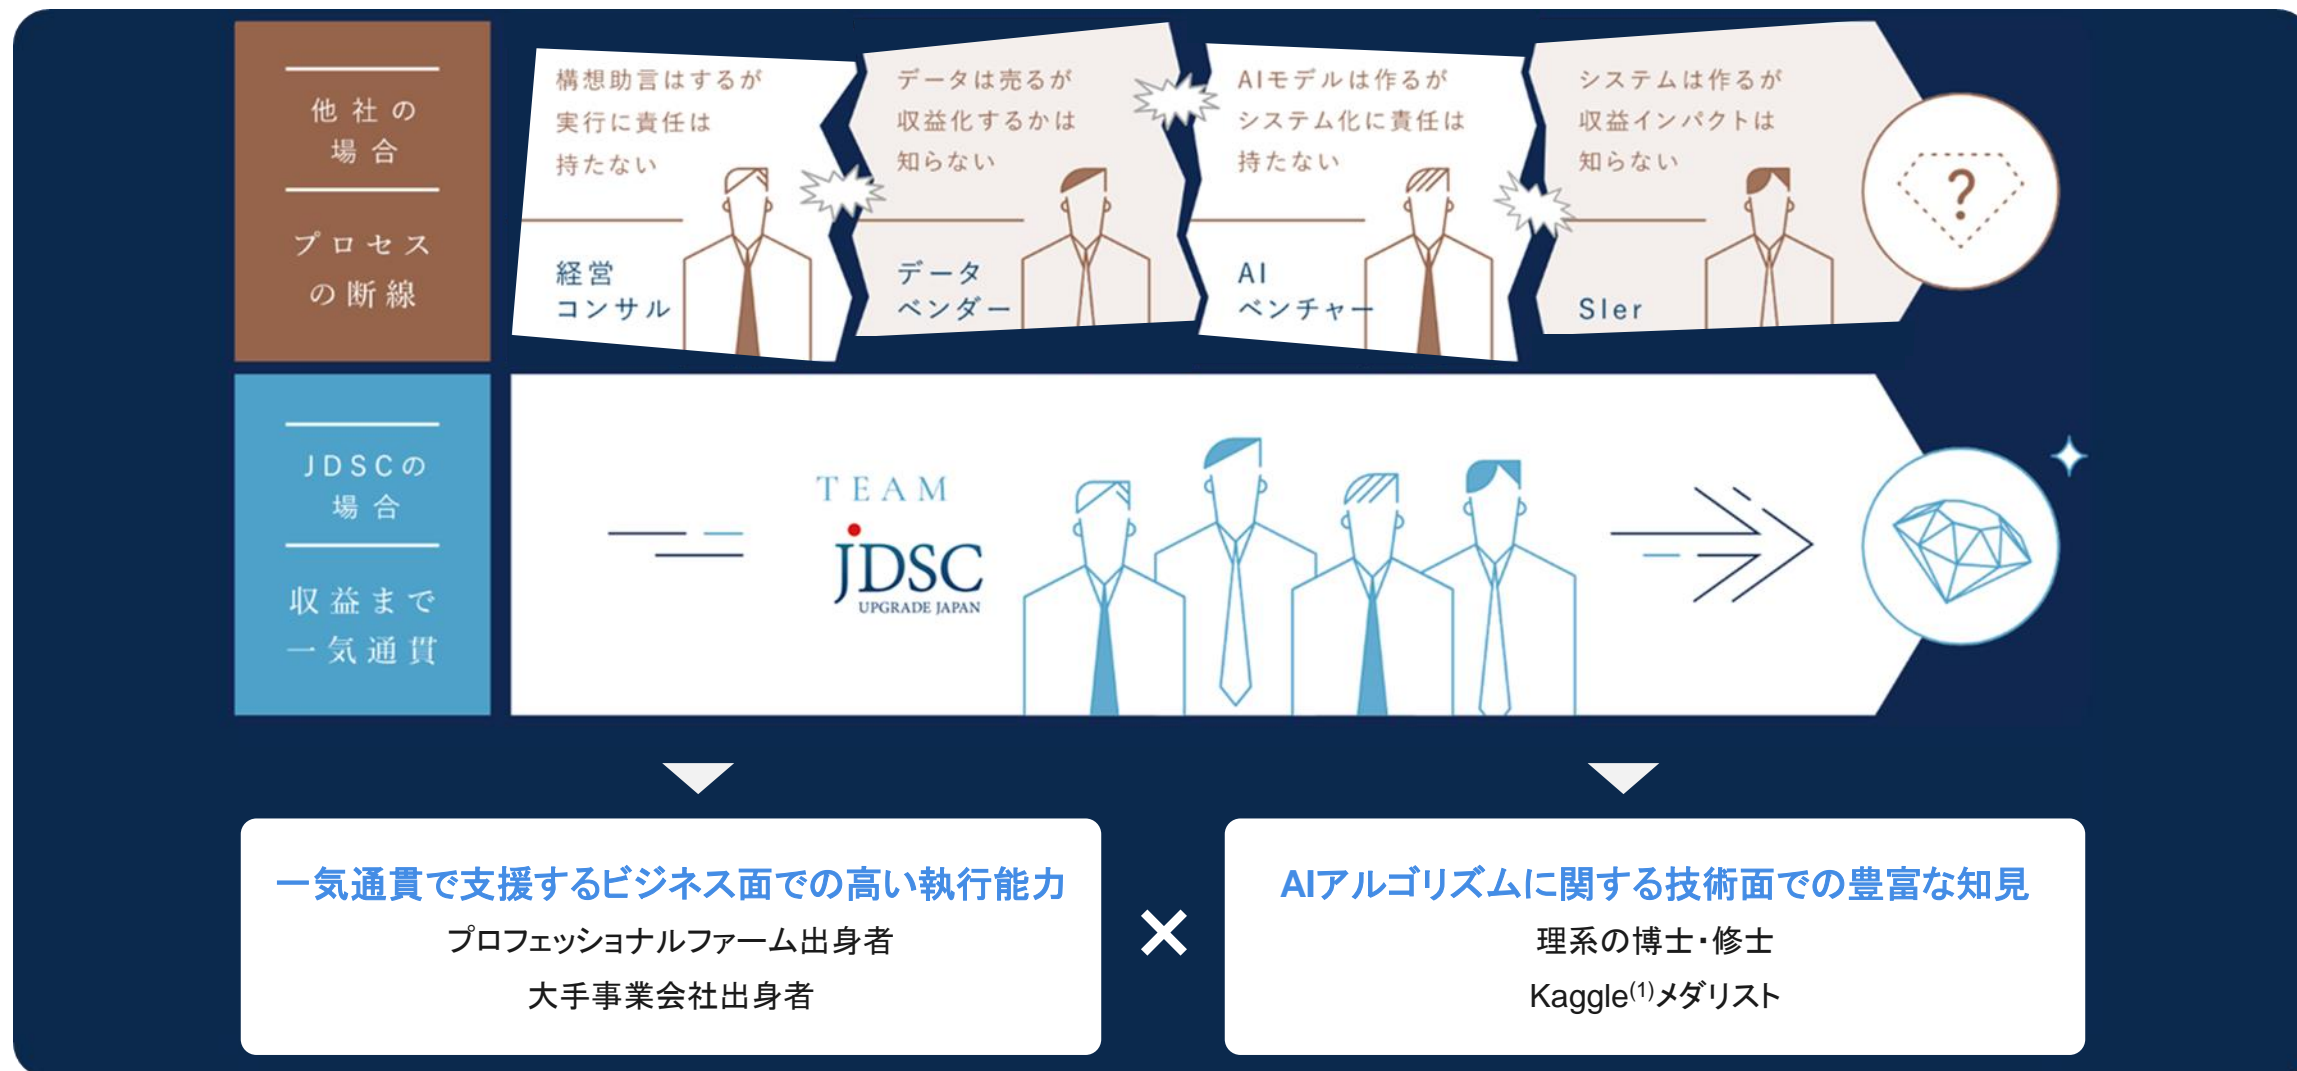 他社の
場合
プロセス
の断線
構想助言はするが
実行に責任は
持たない
経営
コンサル
データは売るが
収益化するかは
知らない
データ
ベンダー
AIモデルは作るが
システム化に責任は
持たない
AI
ベンチャー
システムは作るが
収益インパクトは
知らない
SIer
?
JDSCの
場合
収益まで
一気通貫
TEAM
JDSC
UPGRADE JAPAN
一気通貫で支援するビジネス面での高い執行能力
プロフェッショナルファーム出身者
大手事業会社出身者
×
AIアルゴリズムに関する技術面での豊富な知見
理系の博士・修士
Kaggle(1)メダリスト